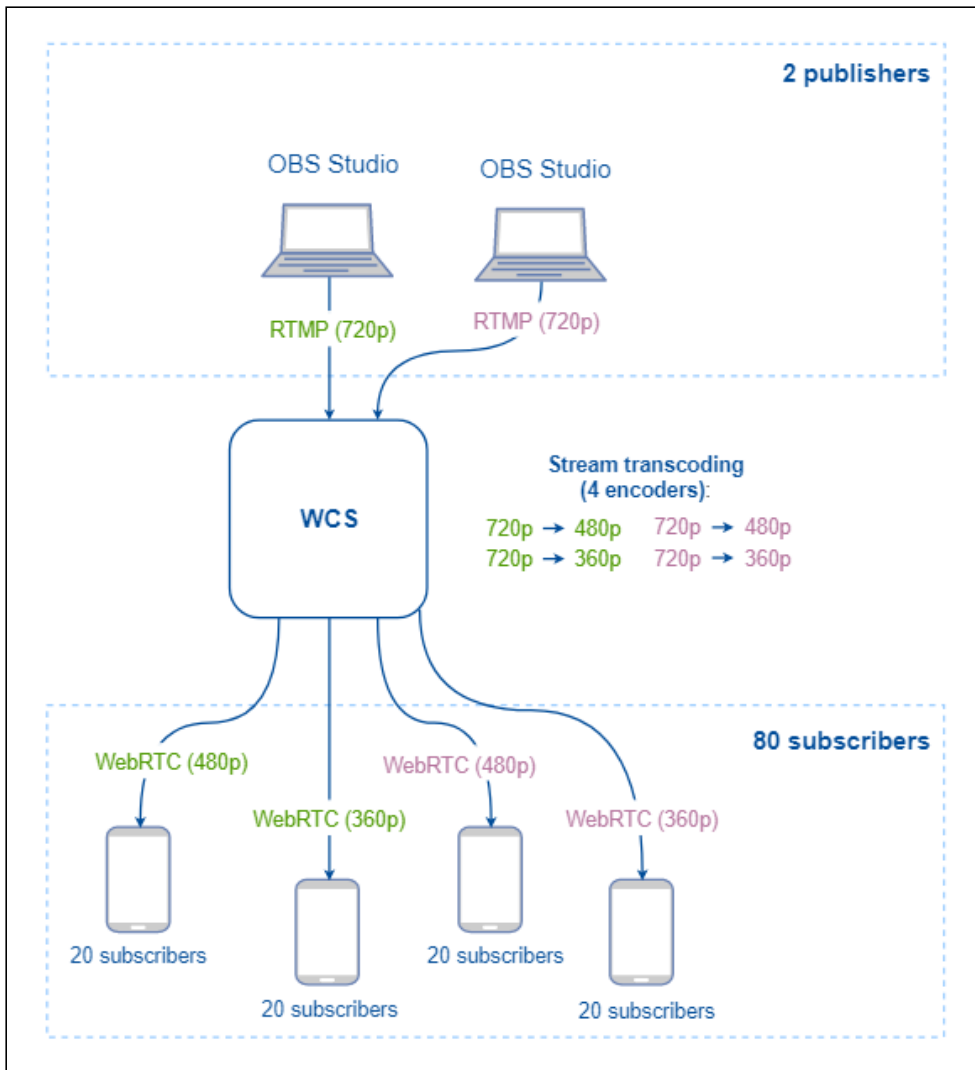 2 publishers
OBS Studio
OBS Studio
RTMP (720p)
RTMP (720p)
WCS
Stream transcoding
(4 encoders):
720p → 480p
720p → 480p
720p → 360p
720p → 360p
80 subscribers
WebRTC (480p)
WebRTC (480p)
WebRTC (360p)
WebRTC (360p)
20 subscribers
20 subscribers
20 subscribers
20 subscribers